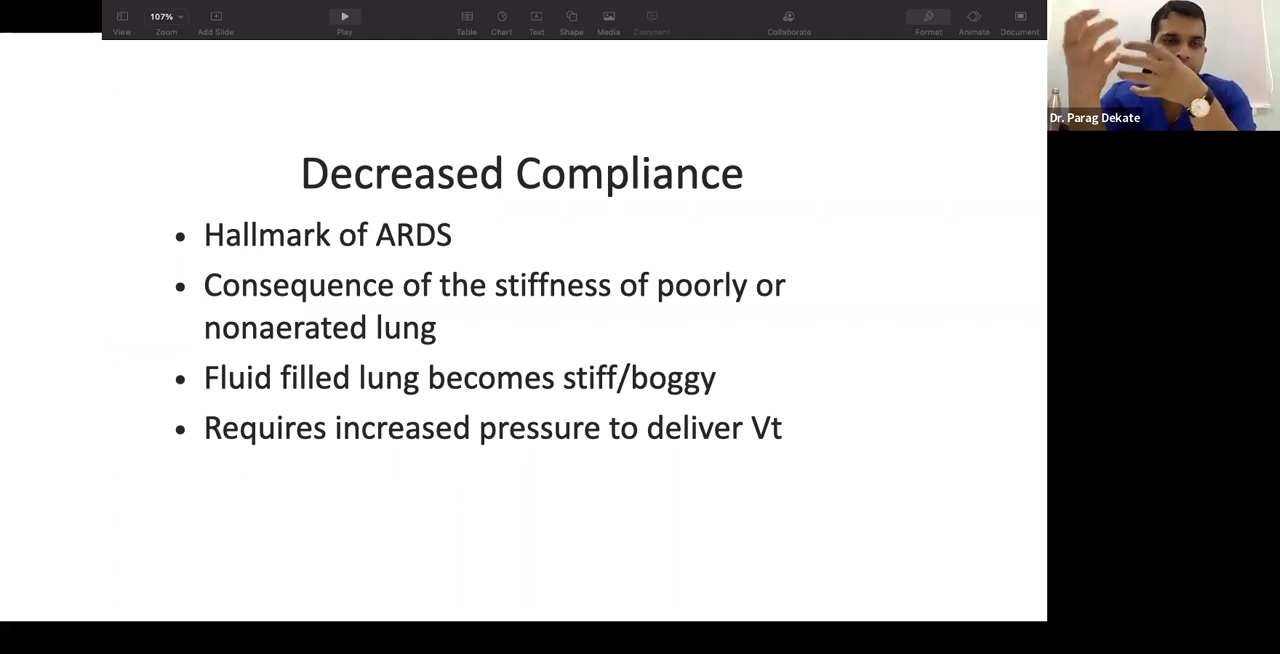 107%
View Zoom Add Slide Play Table Chart Text Shape Media Comment Collaborate Format Animate Document
Dr. Parag Dekate
Decreased Compliance
• Hallmark of ARDS
• Consequence of the stiffness of poorly or
nonaerated lung
• Fluid filled lung becomes stiff/boggy
• Requires increased pressure to deliver Vt